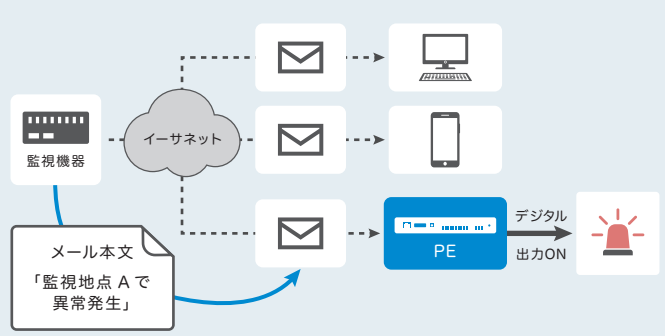 監視機器
イーサネット
メール本文
「監視地点 A で
異常発生」
PE
デジタル
出力ON